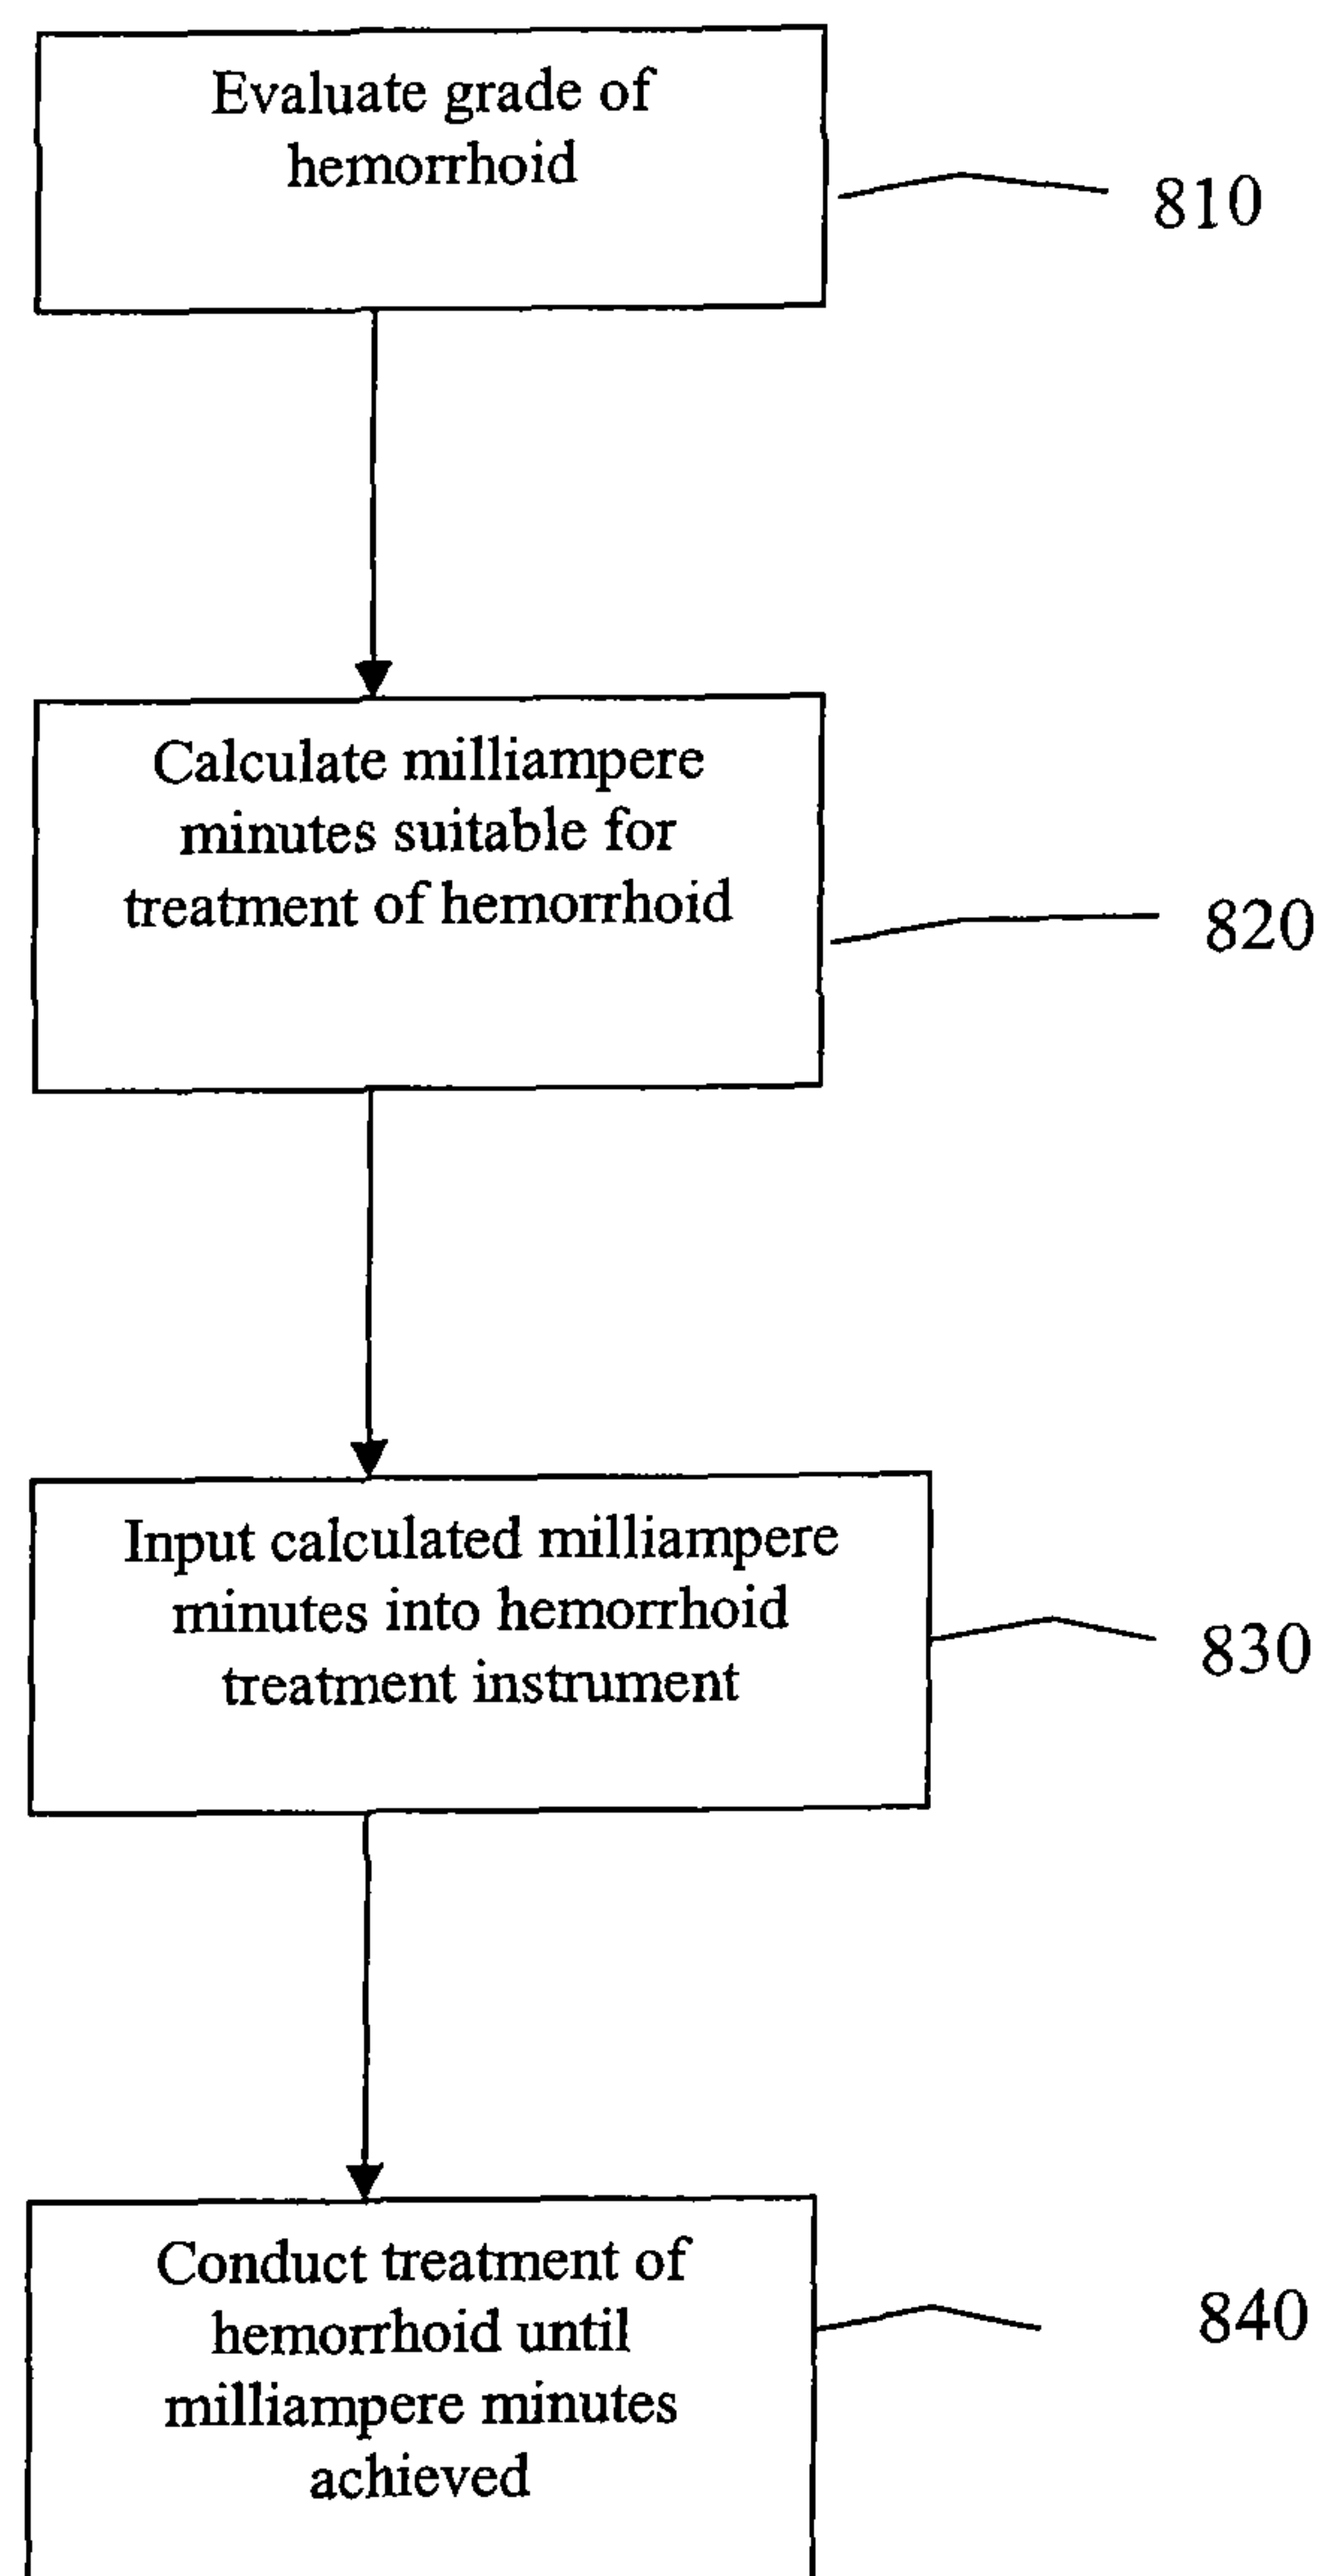 Evaluate grade of
hemorrhoid
810
Calculate milliampere
minutes suitable for
treatment of hemorrhoid
820
Input calculated milliampere
minutes into hemorrhoid
treatment instrument
830
Conduct treatment of
hemorrhoid until
milliampere minutes
achieved
840